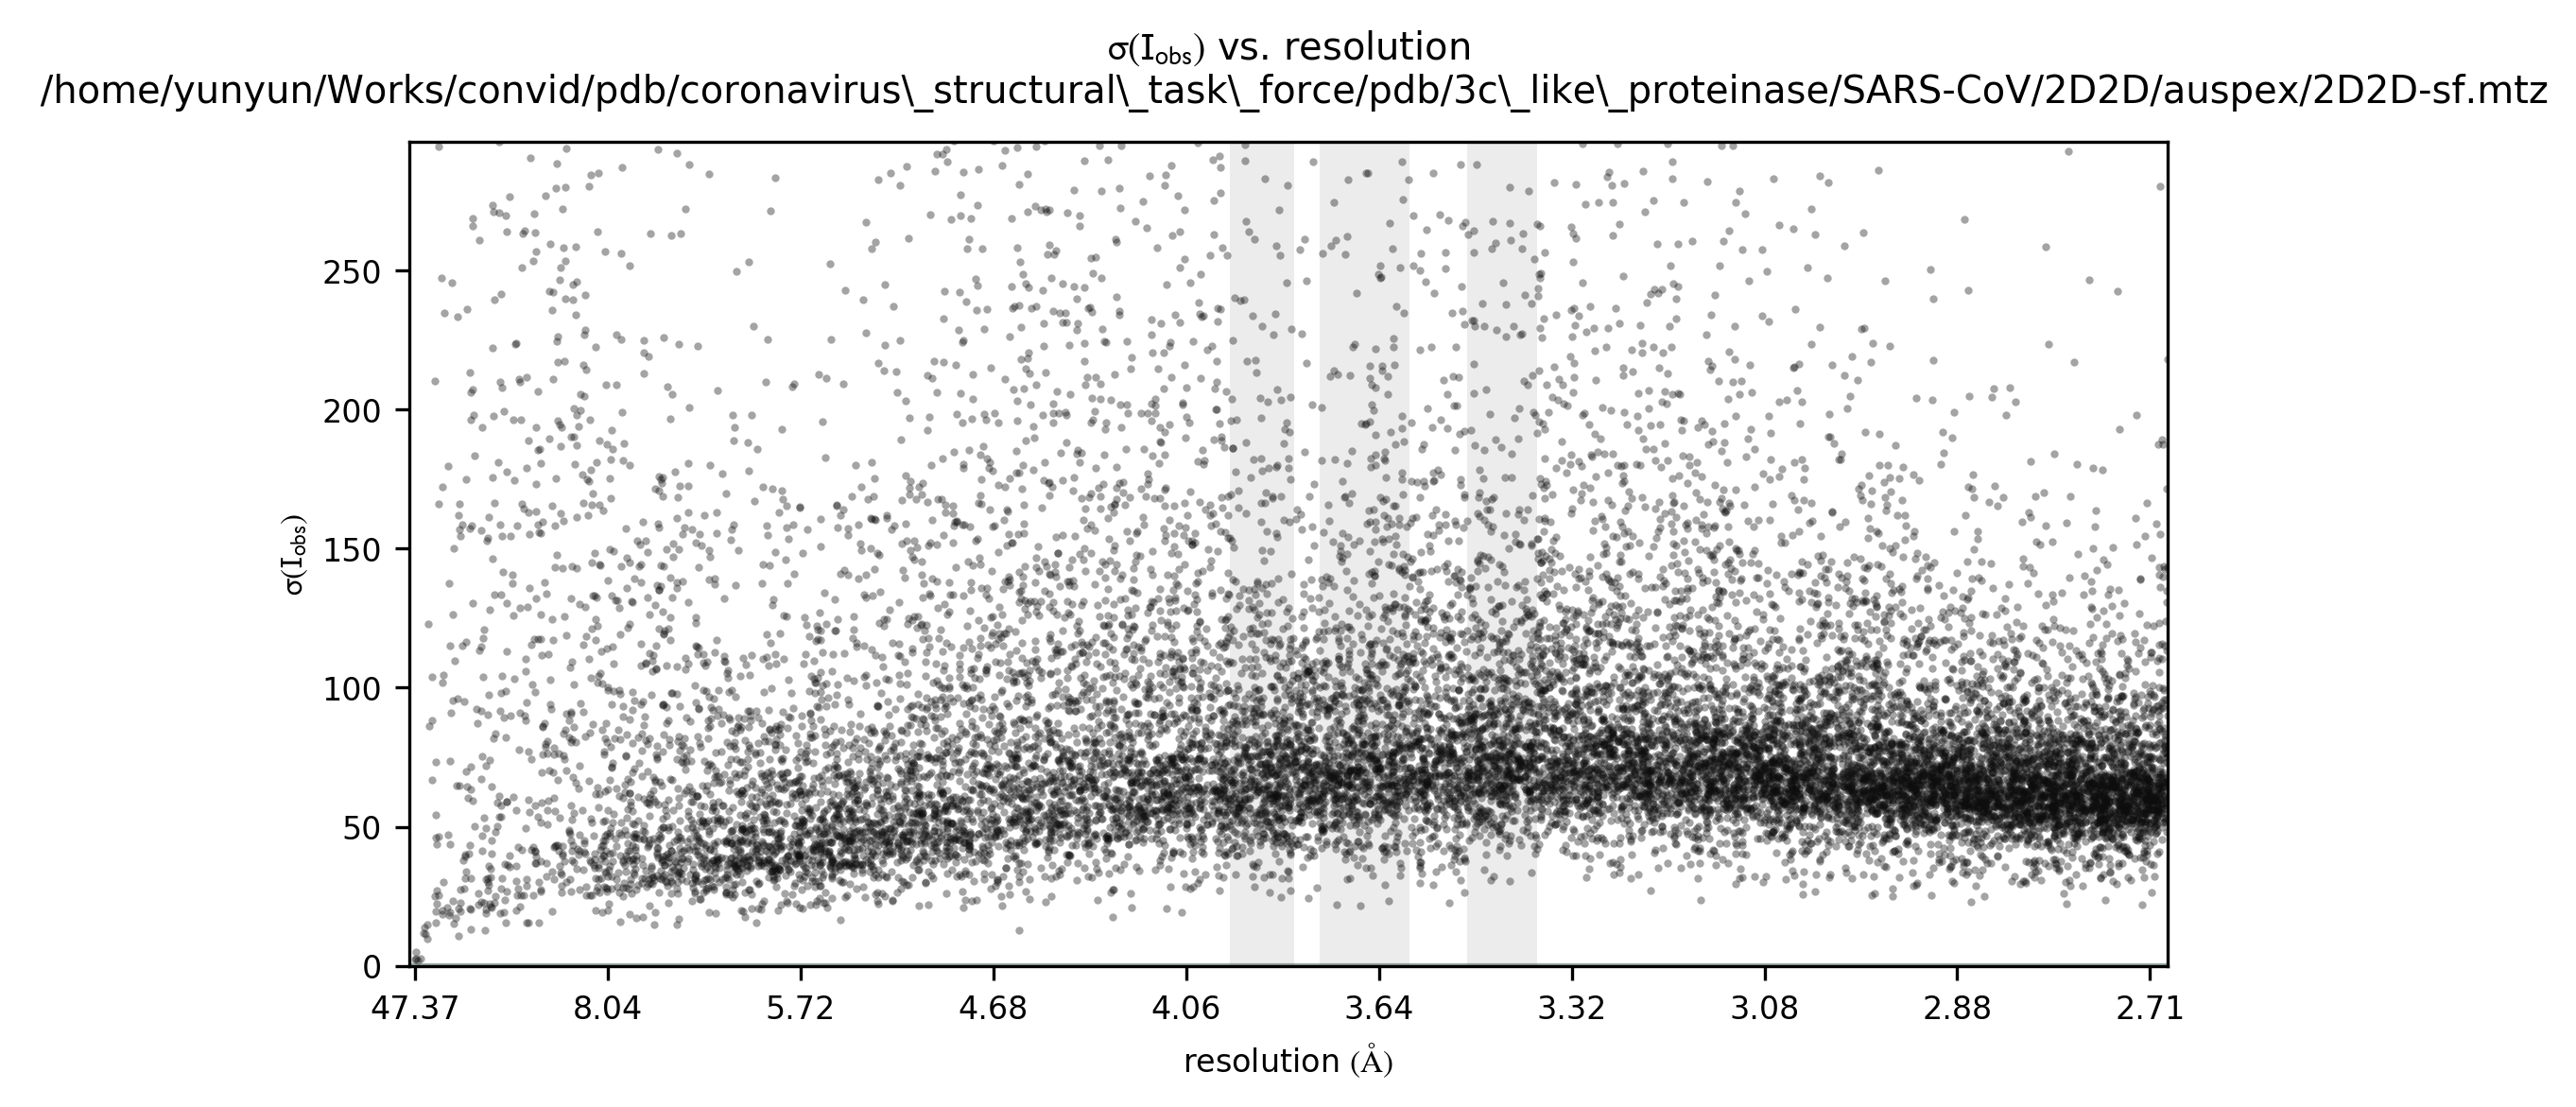 σ(Iobs) vs. resolution
/home/yunyun/Works/convid/pdb/coronavirus\_structural\_task\_force/pdb/3c\_like\_proteinase/SARS-CoV/2D2D/auspex/2D2D-sf.mtz
σ(Iobs)
250
200
150
100
50
0
47.37 8.04 5.72 4.68 4.06 3.64 3.32 3.08 2.88 2.71
resolution (Å)